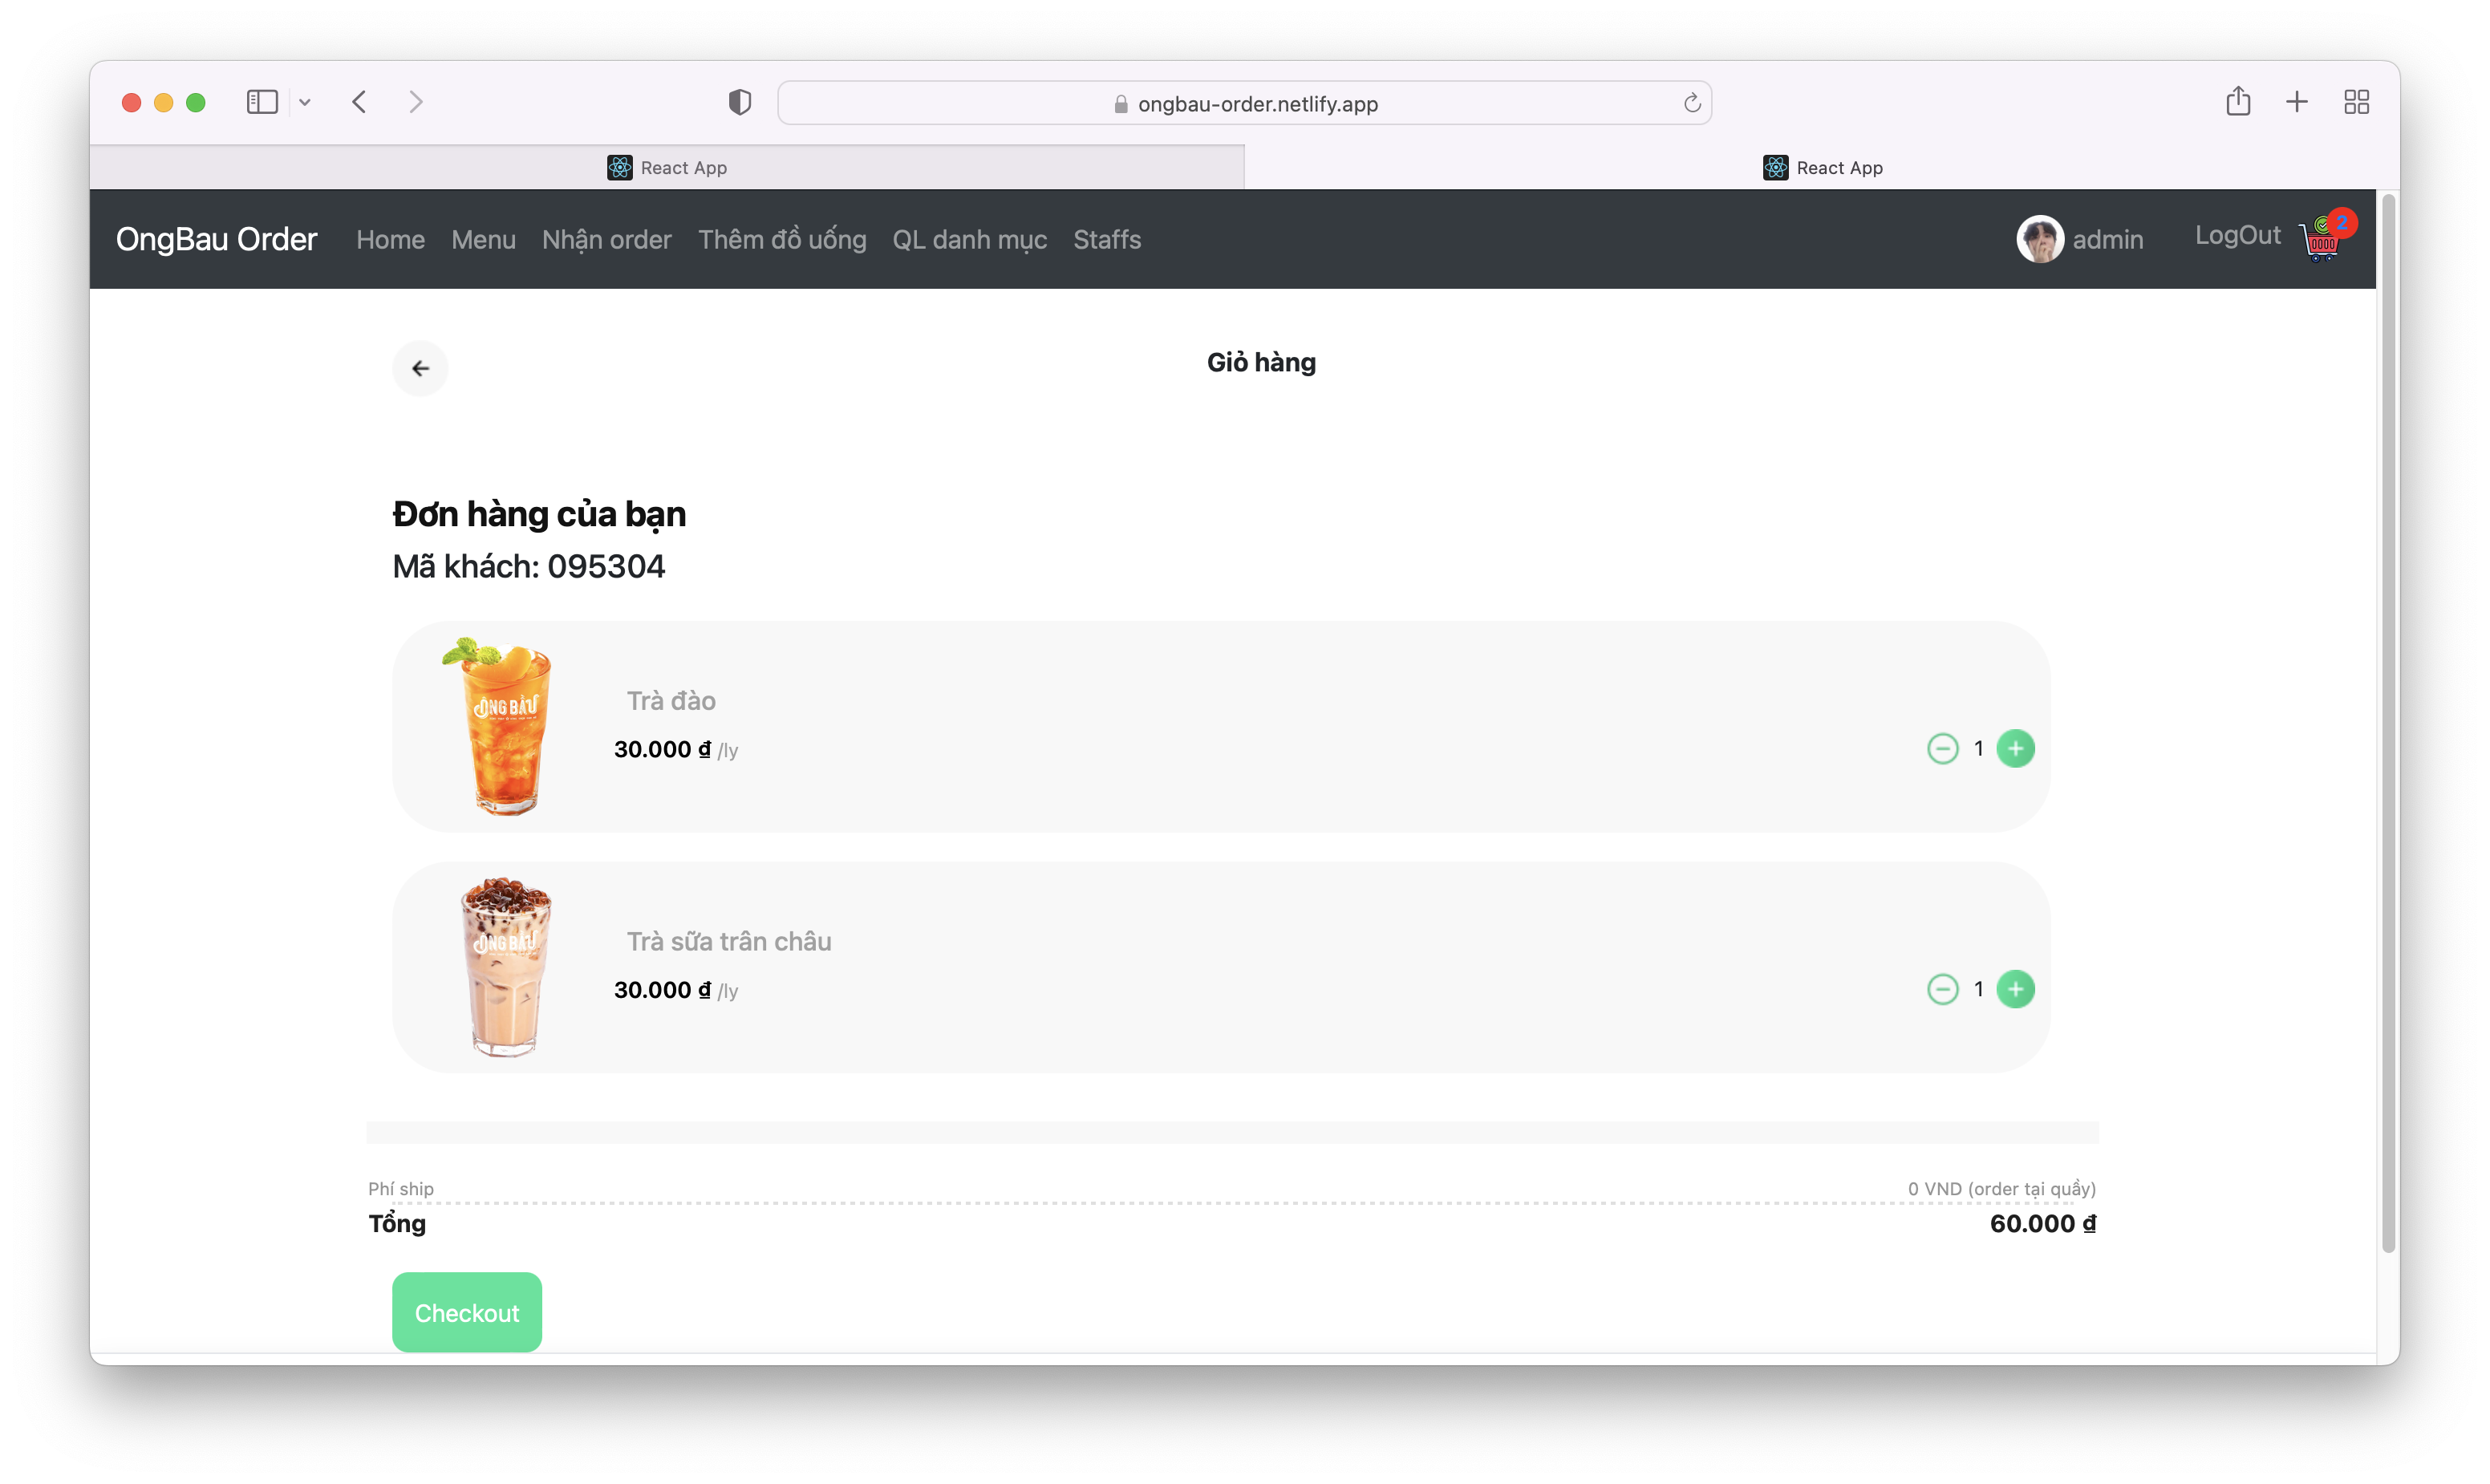 ongbau-order.netlify.app
React App
React App
OngBau Order Home Menu Nhận order Thêm đồ uống QL danh mục Staffs admin LogOut 2
Giỏ hàng
Đơn hàng của bạn
Mã khách: 095304
ÔNG BẦU
Trà đào
30.000 ₫ /ly
1
ÔNG BẦU
Trà sữa trân châu
30.000 ₫ /ly
1
Phí ship 0 VND (order tại quầy)
Tổng 60.000 ₫
Checkout